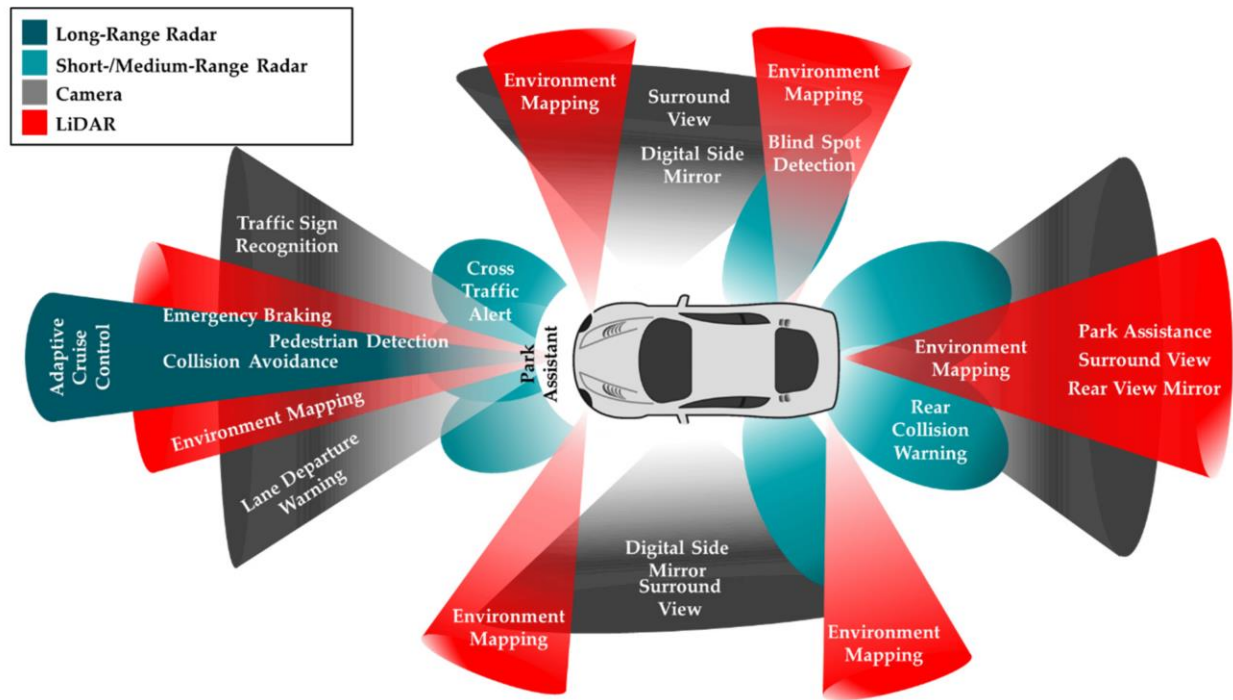 Long-Range Radar
Short-/Medium-Range Radar
Camera
LiDAR
Environment
Mapping
Surround
View
Digital Side
Mirror
Environment
Mapping
Blind Spot
Detection
Traffic Sign
Recognition
Cross
Traffic
Alert
Adaptive
Cruise
Control
Emergency Braking
Pedestrian Detection
Collision Avoidance
Environment Mapping
Lane Departure
Warning
Park
Assistant
Environment
Mapping
Park Assistance
Surround View
Rear View Mirror
Rear
Collision
Warning
Environment
Mapping
Digital Side
Mirror
Surround
View
Environment
Mapping